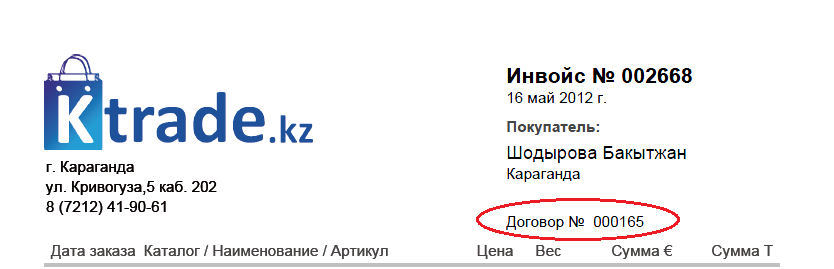 Ktrade.kz
г. Караганда
ул. Кривогуза,5 каб. 202
8 (7212) 41-90-61
Инвойс № 002668
16 май 2012 г.
Покупатель:
Шодырова Бакытжан
Караганда
Договор № 000165
Дата заказа Каталог / Наименование / Артикул Цена Вес Сумма € Сумма Т